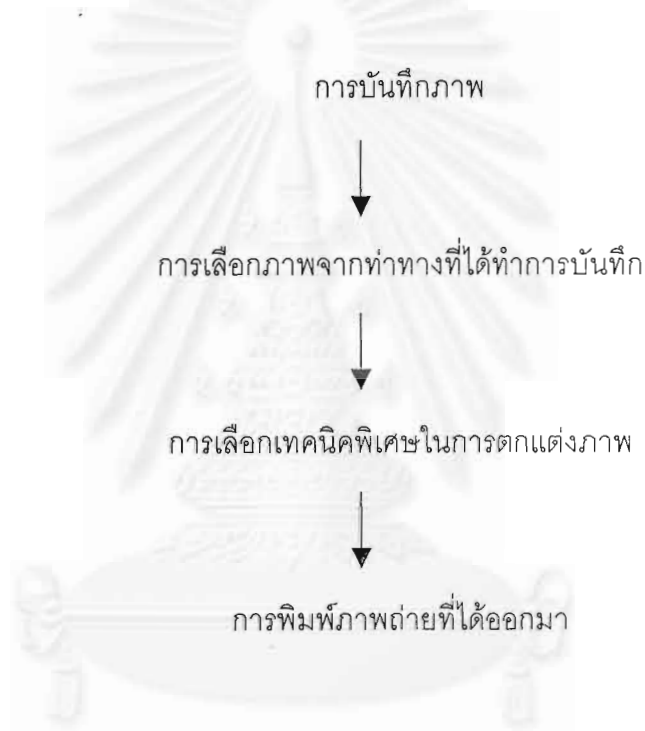 การบันทึกภาพ
การเลือกภาพจากท่าทางที่ได้ทำการบันทึก
การเลือกเทคนิคพิเศษในการตกแต่งภาพ
การพิมพ์ภาพถ่ายที่ได้ออกมา